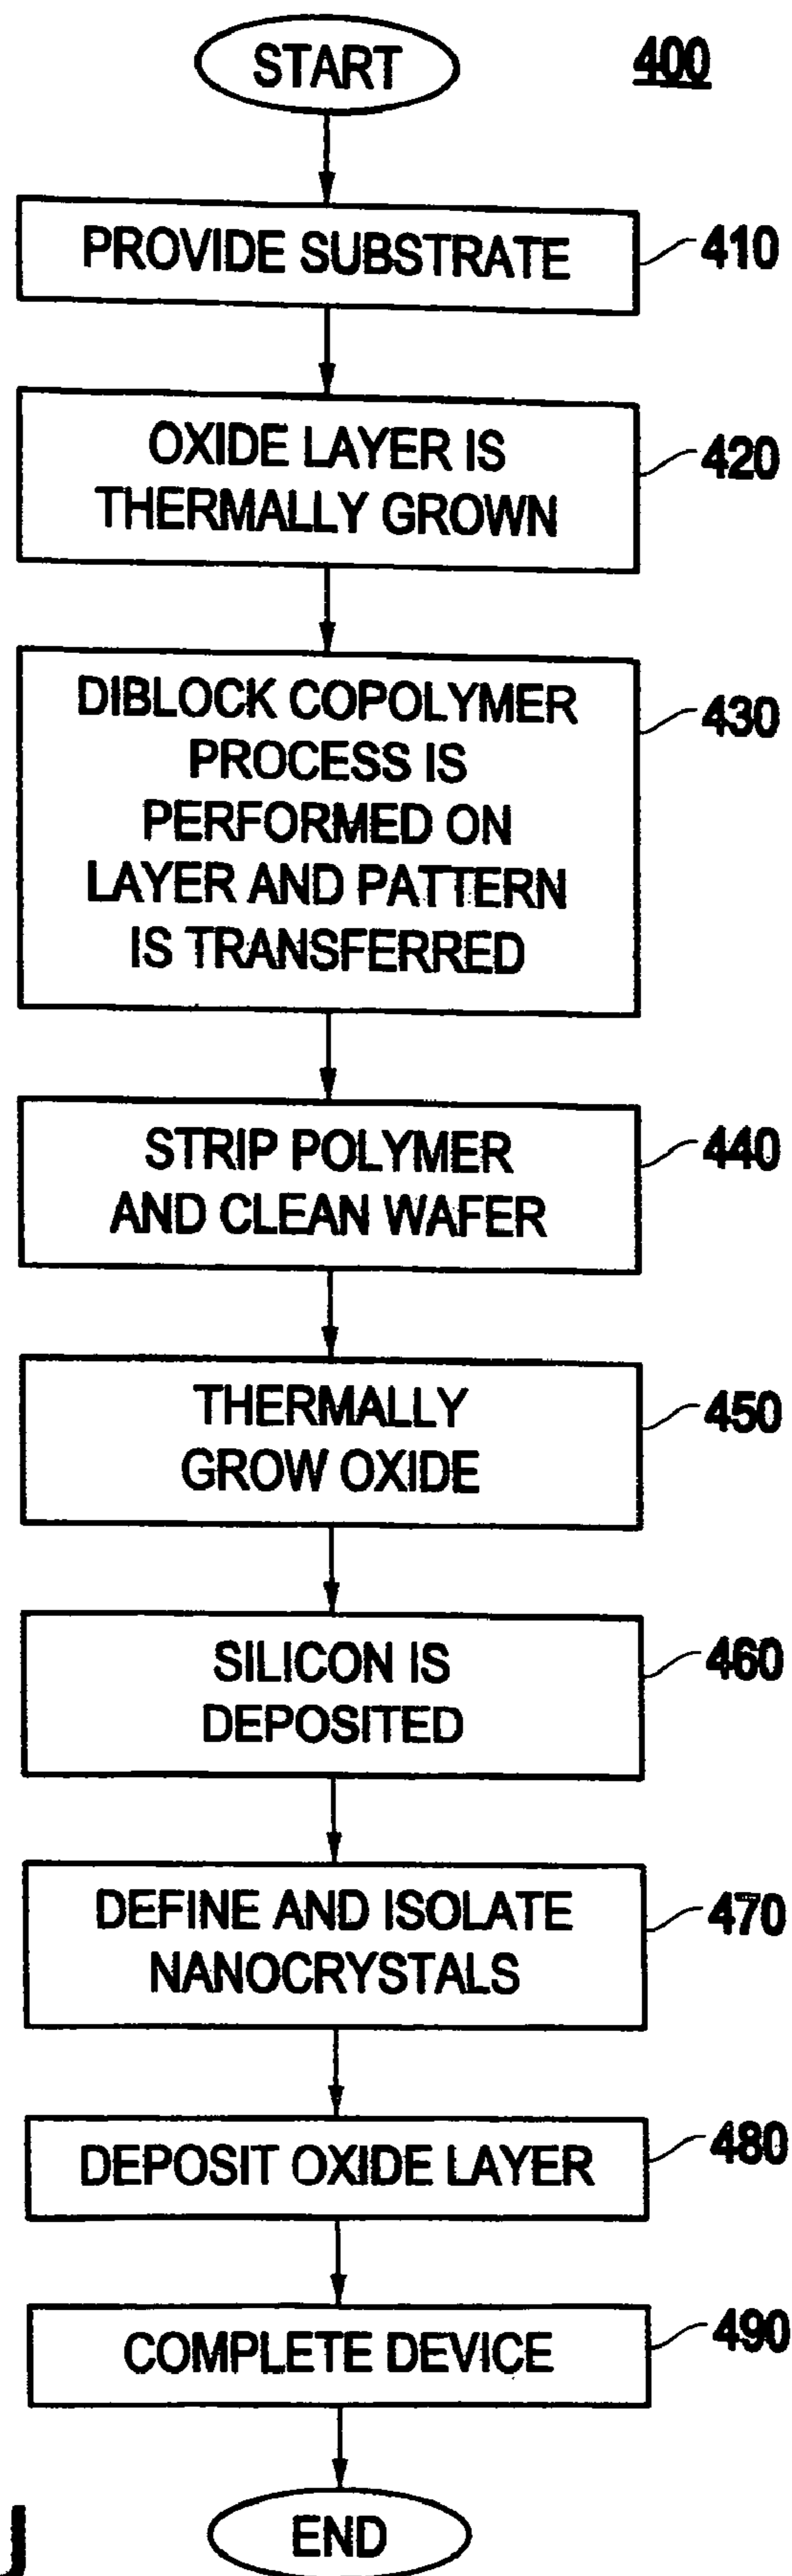 START
400
PROVIDE SUBSTRATE
410
OXIDE LAYER IS
THERMALLY GROWN
420
DIBLOCK COPOLYMER
PROCESS IS
PERFORMED ON
LAYER AND PATTERN
IS TRANSFERRED
430
STRIP POLYMER
AND CLEAN WAFER
440
THERMALLY
GROW OXIDE
450
SILICON IS
DEPOSITED
460
DEFINE AND ISOLATE
NANOCRYSTALS
470
DEPOSIT OXIDE LAYER
480
COMPLETE DEVICE
490
END